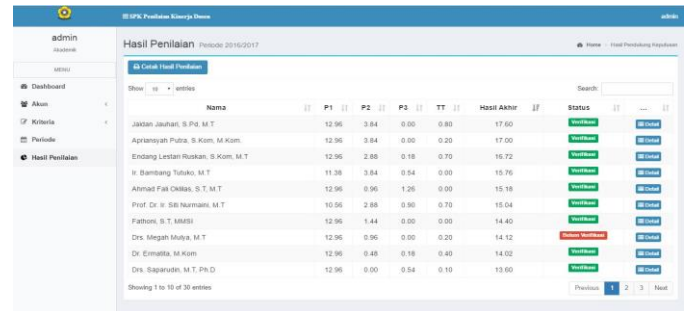 SPK Penilaian Kinerja Dosen admin
admin
Akademik
MENU
Dashboard
Akun
Kriteria
Periode
Hasil Penilaian
Hasil Penilaian Periode 2016/2017
Home > Hasil Pendukung Keputusan
Cetak Hasil Penilaian
Show 10 entries Search:
Nama P1 P2 P3 TT Hasil Akhir Status ...
Jaidan Jauhari, S.Pd, M.T 12.96 3.84 0.00 0.80 17.60 Verifikasi Detail
Apriansyah Putra, S.Kom, M.Kom 12.96 3.84 0.00 0.20 17.00 Verifikasi Detail
Endang Lestari Ruskan, S.Kom, M.T 12.96 2.88 0.18 0.70 16.72 Verifikasi Detail
Ir. Bambang Tutuko, M.T 11.38 3.84 0.54 0.00 15.76 Verifikasi Detail
Ahmad Fali Oklilas, S.T, M.T 12.96 0.96 1.26 0.00 15.18 Verifikasi Detail
Prof. Dr. Ir. Siti Nurmaini, M.T 10.56 2.88 0.90 0.70 15.04 Verifikasi Detail
Fathoni, S.T, MMSI 12.96 1.44 0.00 0.00 14.40 Verifikasi Detail
Drs. Megah Mulya, M.T 12.96 0.96 0.00 0.20 14.12 Belum Verifikasi Detail
Dr. Ermatita, M.Kom 12.96 0.48 0.18 0.40 14.02 Verifikasi Detail
Drs. Saparudin, M.T, Ph.D 12.96 0.00 0.54 0.10 13.60 Verifikasi Detail
Showing 1 to 10 of 30 entries Previous 1 2 3 Next